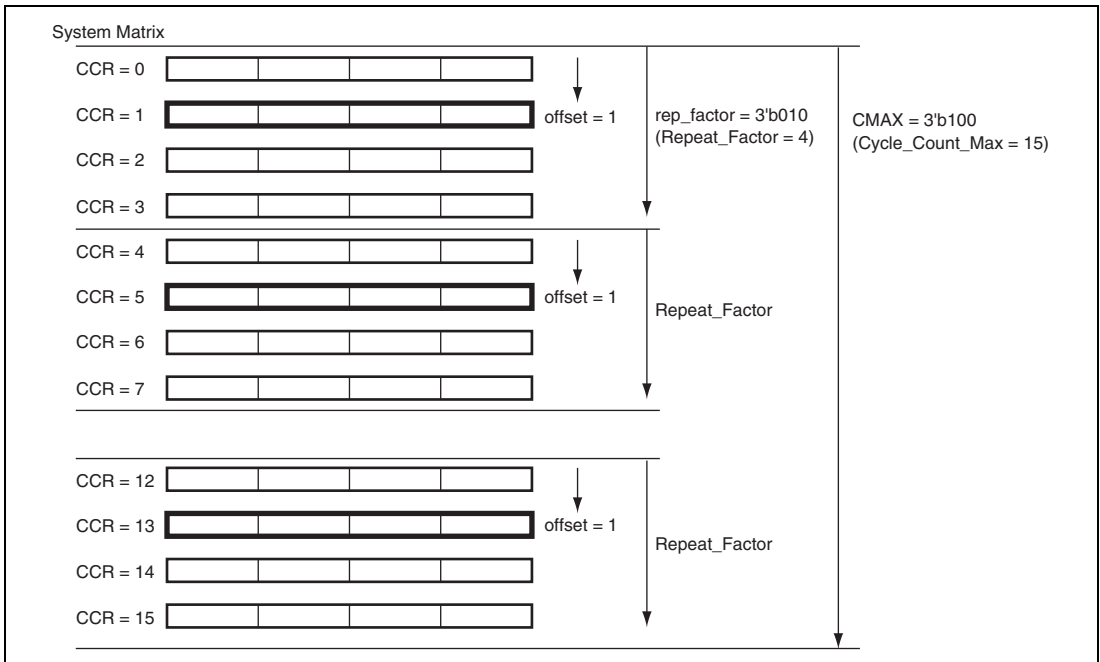 System Matrix
CCR = 0
CCR = 1
offset = 1
rep_factor = 3'b010
(Repeat_Factor = 4)
CMAX = 3'b100
(Cycle_Count_Max = 15)
CCR = 2
CCR = 3
CCR = 4
CCR = 5
offset = 1
Repeat_Factor
CCR = 6
CCR = 7
CCR = 12
CCR = 13
offset = 1
Repeat_Factor
CCR = 14
CCR = 15